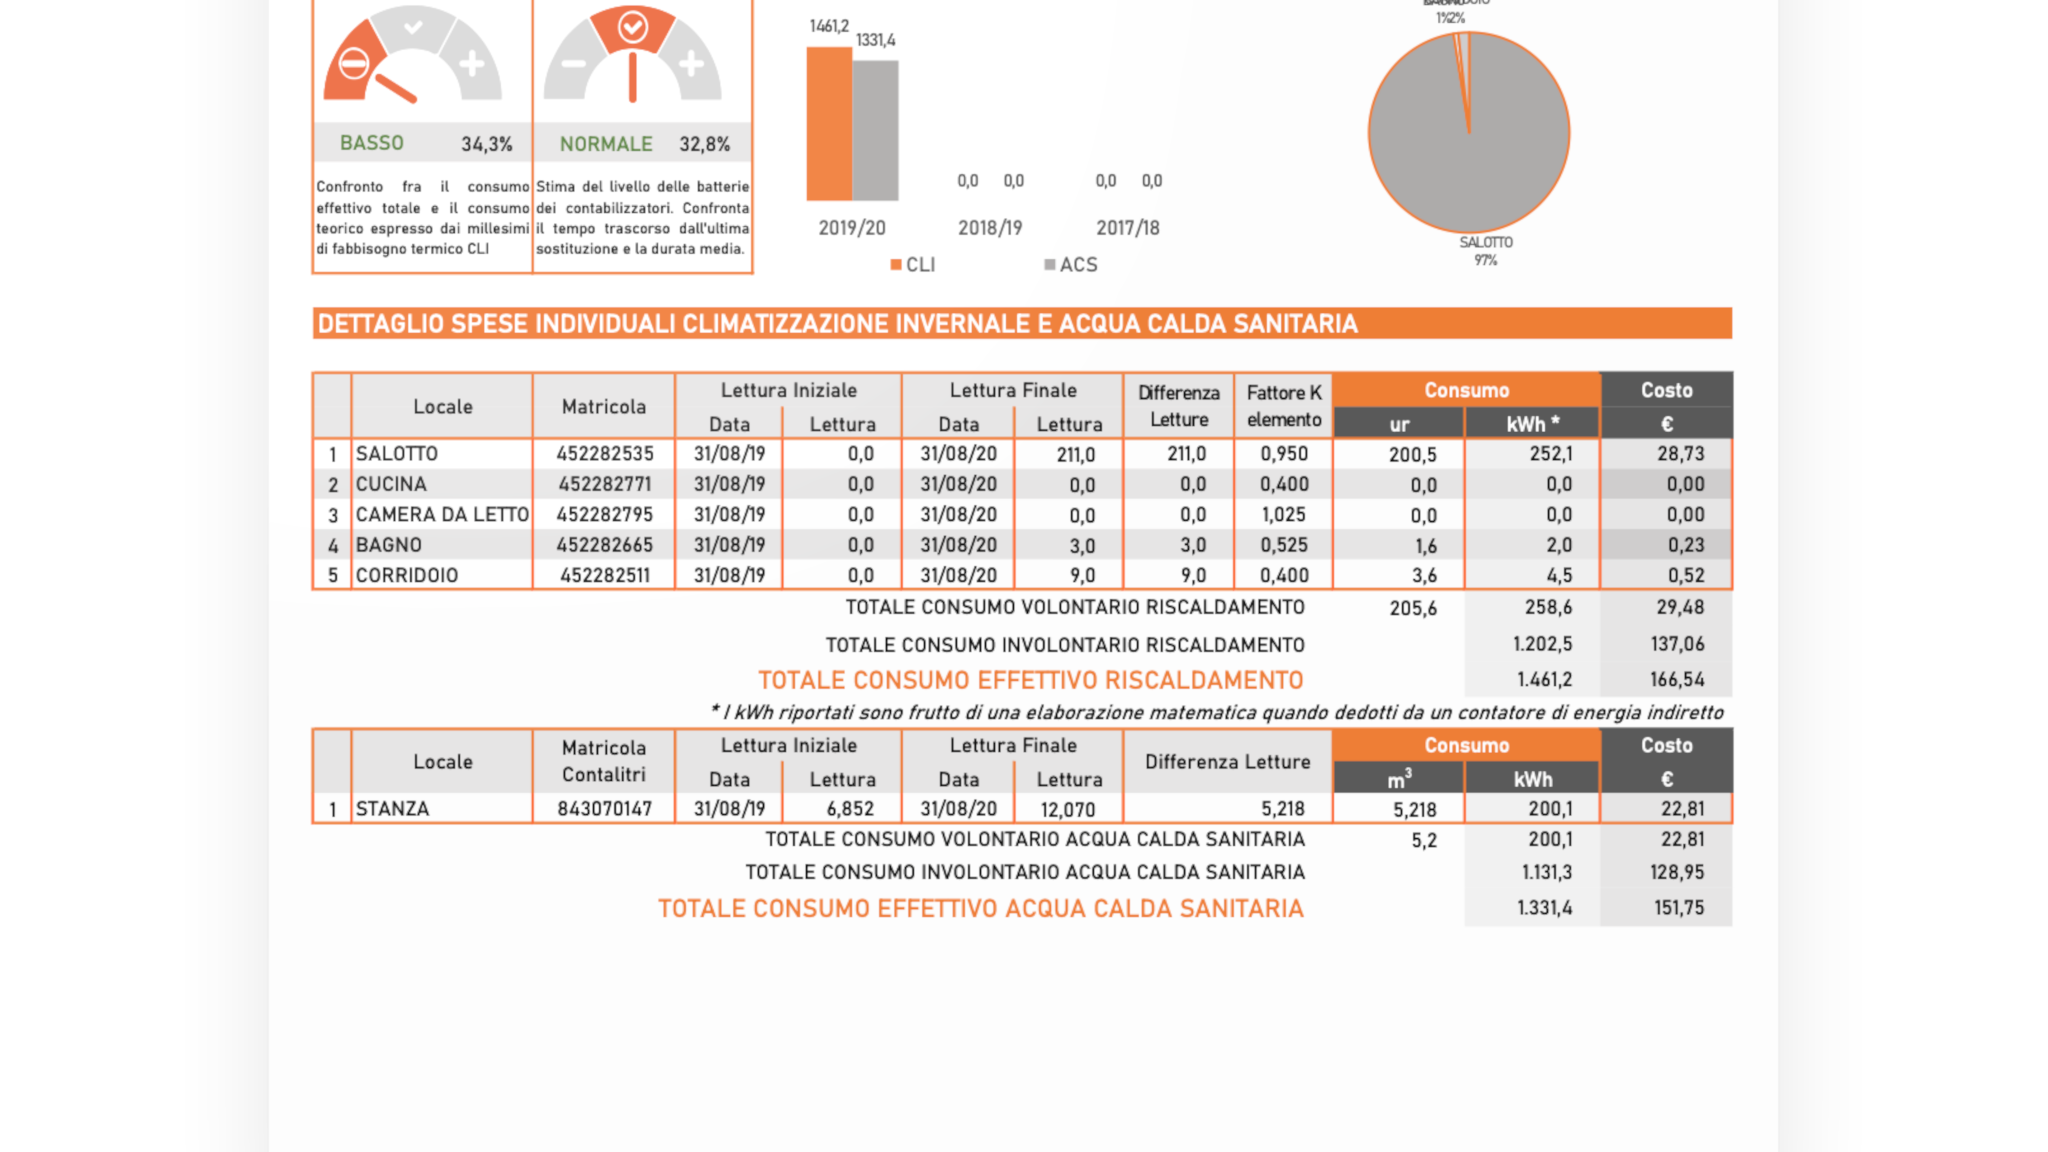 1%2%
1461,2
1331,4
BASSO 34,3%
NORMALE 32,8%
Confronto fra il consumo
effettivo totale e il consumo
teorico espresso dai millesimi
di fabbisogno termico CLI
Stima del livello delle batterie
dei contabilizzatori. Confronta
il tempo trascorso dall'ultima
sostituzione e la durata media.
0,0 0,0 0,0 0,0
2019/20 2018/19 2017/18
CLI ACS
SALOTTO
97%
DETTAGLIO SPESE INDIVIDUALI CLIMATIZZAZIONE INVERNALE E ACQUA CALDA SANITARIA
Locale Matricola Lettura Iniziale Lettura Finale Differenza Letture Fattore K elemento Consumo Costo
Data Lettura Data Lettura ur kWh * €
1 SALOTTO 452282535 31/08/19 0,0 31/08/20 211,0 211,0 0,950 200,5 252,1 28,73
2 CUCINA 452282771 31/08/19 0,0 31/08/20 0,0 0,0 0,400 0,0 0,0 0,00
3 CAMERA DA LETTO 452282795 31/08/19 0,0 31/08/20 0,0 0,0 1,025 0,0 0,0 0,00
4 BAGNO 452282665 31/08/19 0,0 31/08/20 3,0 3,0 0,525 1,6 2,0 0,23
5 CORRIDOIO 452282511 31/08/19 0,0 31/08/20 9,0 9,0 0,400 3,6 4,5 0,52
TOTALE CONSUMO VOLONTARIO RISCALDAMENTO 205,6 258,6 29,48
TOTALE CONSUMO INVOLONTARIO RISCALDAMENTO 1.202,5 137,06
TOTALE CONSUMO EFFETTIVO RISCALDAMENTO 1.461,2 166,54
* I kWh riportati sono frutto di una elaborazione matematica quando dedotti da un contatore di energia indiretto
Locale Matricola Contalitri Lettura Iniziale Lettura Finale Differenza Letture Consumo Costo
Data Lettura Data Lettura m³ kWh €
1 STANZA 843070147 31/08/19 6,852 31/08/20 12,070 5,218 5,218 200,1 22,81
TOTALE CONSUMO VOLONTARIO ACQUA CALDA SANITARIA 5,2 200,1 22,81
TOTALE CONSUMO INVOLONTARIO ACQUA CALDA SANITARIA 1.131,3 128,95
TOTALE CONSUMO EFFETTIVO ACQUA CALDA SANITARIA 1.331,4 151,75